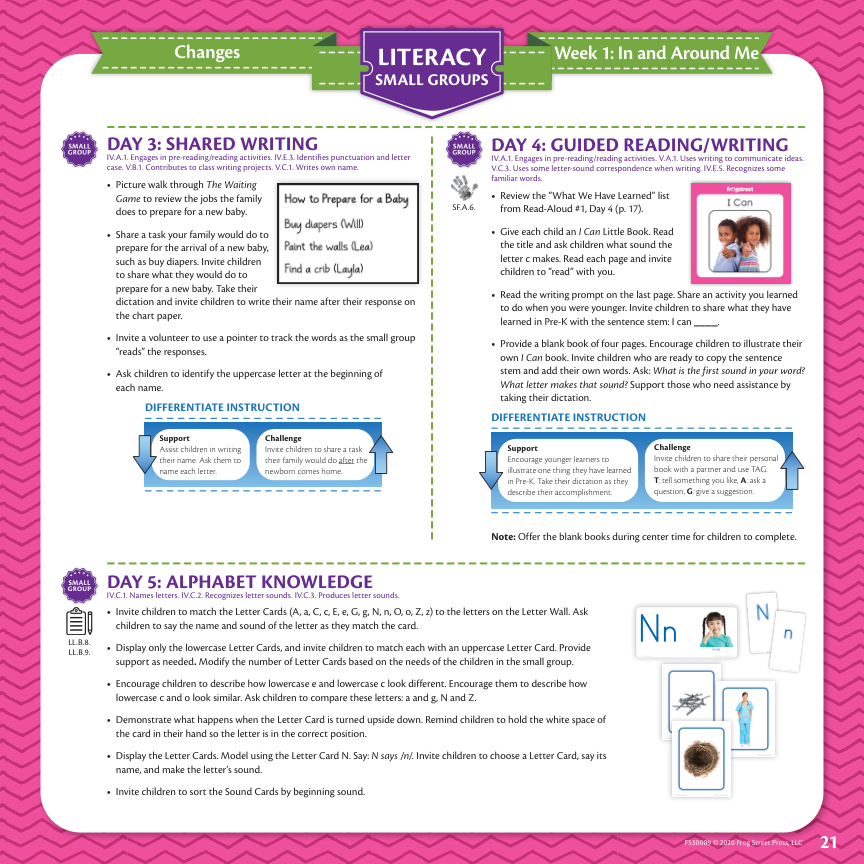 Changes
LITERACY
SMALL GROUPS
Week 1: In and Around Me
SMALL
GROUP
DAY 3: SHARED WRITING
IV.A.1. Engages in pre-reading/reading activities. IV.E.3. Identifies punctuation and letter
case. V.B.1. Contributes to class writing projects. V.C.1. Writes own name.
• Picture walk through The Waiting
Game to review the jobs the family
does to prepare for a new baby.
• Share a task your family would do to
prepare for the arrival of a new baby,
such as buy diapers. Invite children
to share what they would do to
prepare for a new baby. Take their
dictation and invite children to write their name after their response on
the chart paper.
• Invite a volunteer to use a pointer to track the words as the small group
“reads” the responses.
• Ask children to identify the uppercase letter at the beginning of
each name.
How to Prepare for a Baby
Buy diapers (Will)
Paint the walls (Lea)
Find a crib (Layla)
DIFFERENTIATE INSTRUCTION
Support
Assist children in writing
their name. Ask them to
name each letter.
Challenge
Invite children to share a task
their family would do after the
newborn comes home.
SMALL
GROUP
SF.A.6.
DAY 4: GUIDED READING/WRITING
IV.A.1. Engages in pre-reading/reading activities. V.A.1. Uses writing to communicate ideas.
V.C.3. Uses some letter-sound correspondence when writing. IV.E.5. Recognizes some
familiar words.
• Review the “What We Have Learned” list
from Read-Aloud #1, Day 4 (p. 17).
• Give each child an I Can Little Book. Read
the title and ask children what sound the
letter c makes. Read each page and invite
children to “read” with you.
frogstreet
I Can
• Read the writing prompt on the last page. Share an activity you learned
to do when you were younger. Invite children to share what they have
learned in Pre-K with the sentence stem: I can ____.
• Provide a blank book of four pages. Encourage children to illustrate their
own I Can book. Invite children who are ready to copy the sentence
stem and add their own words. Ask: What is the first sound in your word?
What letter makes that sound? Support those who need assistance by
taking their dictation.
DIFFERENTIATE INSTRUCTION
Support
Encourage younger learners to
illustrate one thing they have learned
in Pre-K. Take their dictation as they
describe their accomplishment.
Challenge
Invite children to share their personal
book with a partner and use TAG:
T: tell something you like, A: ask a
question, G: give a suggestion.
Note: Offer the blank books during center time for children to complete.
SMALL
GROUP
LL.B.8.
LL.B.9.
DAY 5: ALPHABET KNOWLEDGE
IV.C.1. Names letters. IV.C.2. Recognizes letter sounds. IV.C.3. Produces letter sounds.
• Invite children to match the Letter Cards (A, a, C, c, E, e, G, g, N, n, O, o, Z, z) to the letters on the Letter Wall. Ask
children to say the name and sound of the letter as they match the card.
• Display only the lowercase Letter Cards, and invite children to match each with an uppercase Letter Card. Provide
support as needed. Modify the number of Letter Cards based on the needs of the children in the small group.
• Encourage children to describe how lowercase e and lowercase c look different. Encourage them to describe how
lowercase c and o look similar. Ask children to compare these letters: a and g, N and Z.
• Demonstrate what happens when the Letter Card is turned upside down. Remind children to hold the white space of
the card in their hand so the letter is in the correct position.
• Display the Letter Cards. Model using the Letter Card N. Say: N says /n/. Invite children to choose a Letter Card, say its
name, and make the letter’s sound.
• Invite children to sort the Sound Cards by beginning sound.
Nn
N
n
FS30009 © 2020 Frog Street Press, LLC
21